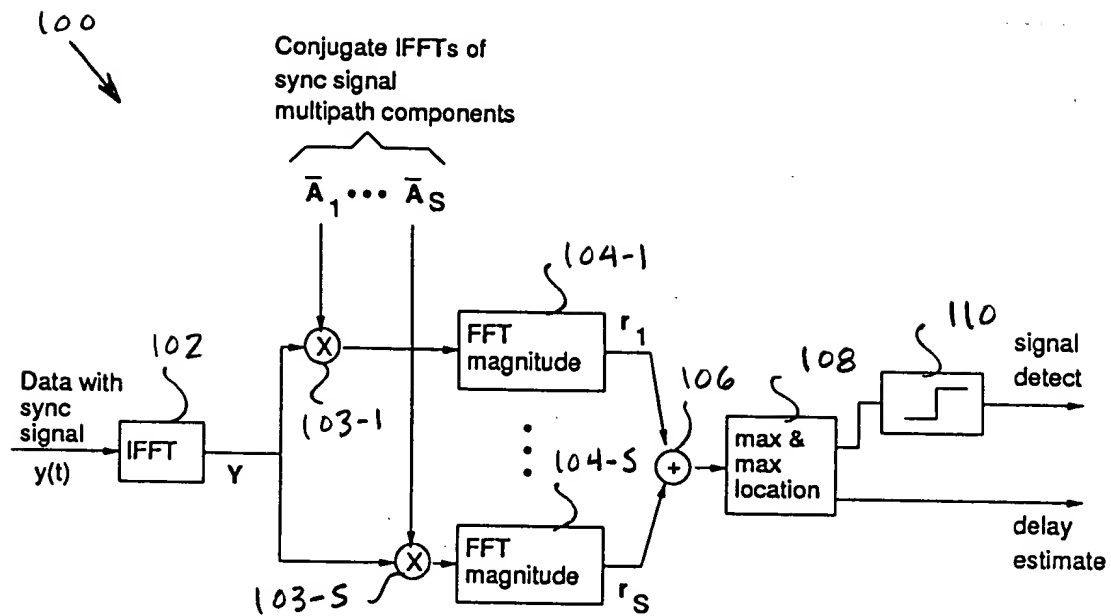 100
Conjugate IFFTs of
sync signal
multipath components
Ā1 ••• ĀS
104-1
102
Data with
sync
signal
y(t)
IFFT
Y
X
103-1
FFT
magnitude
r1
106
108
110
signal
detect
104-S
+
max &
max
location
X
103-S
FFT
magnitude
rS
delay
estimate